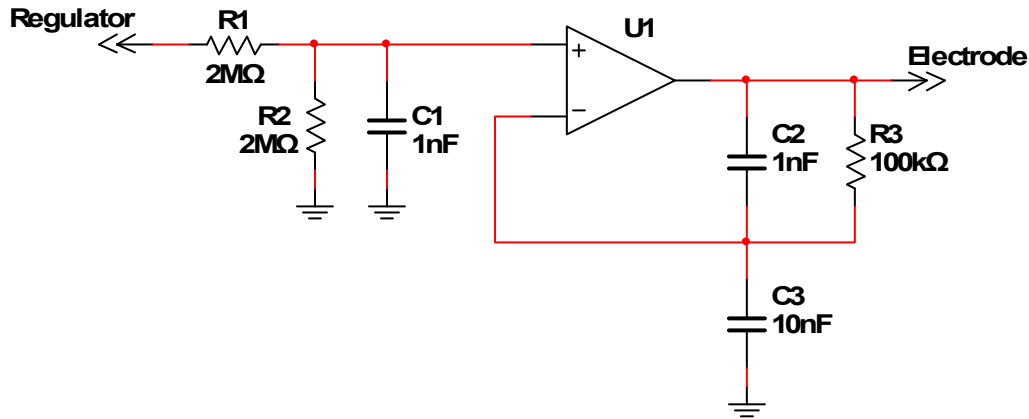 Regulator
R1
2MΩ
R2
2MΩ
C1
1nF
+
−
U1
Electrode
C2
1nF
R3
100kΩ
C3
10nF